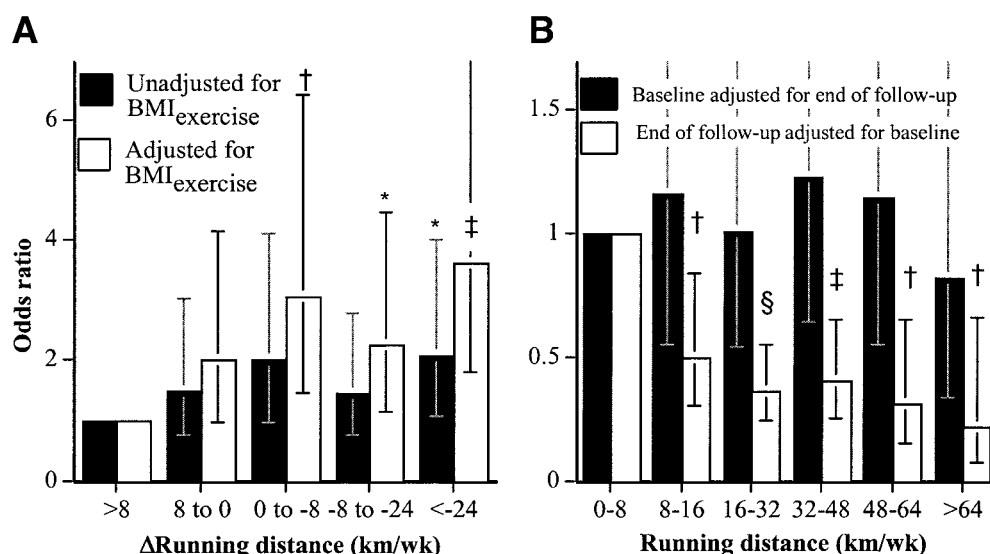 A
Unadjusted for
BMIexercise
Adjusted for
BMIexercise
†
*
*
‡
6
4
2
0
Odds ratio
>8
8 to 0
0 to -8
-8 to -24
<-24
ΔRunning distance (km/wk)
B
Baseline adjusted for end of follow-up
End of follow-up adjusted for baseline
†
§
‡
†
†
1.5
1
0.5
0
0-8
8-16
16-32
32-48
48-64
>64
Running distance (km/wk)